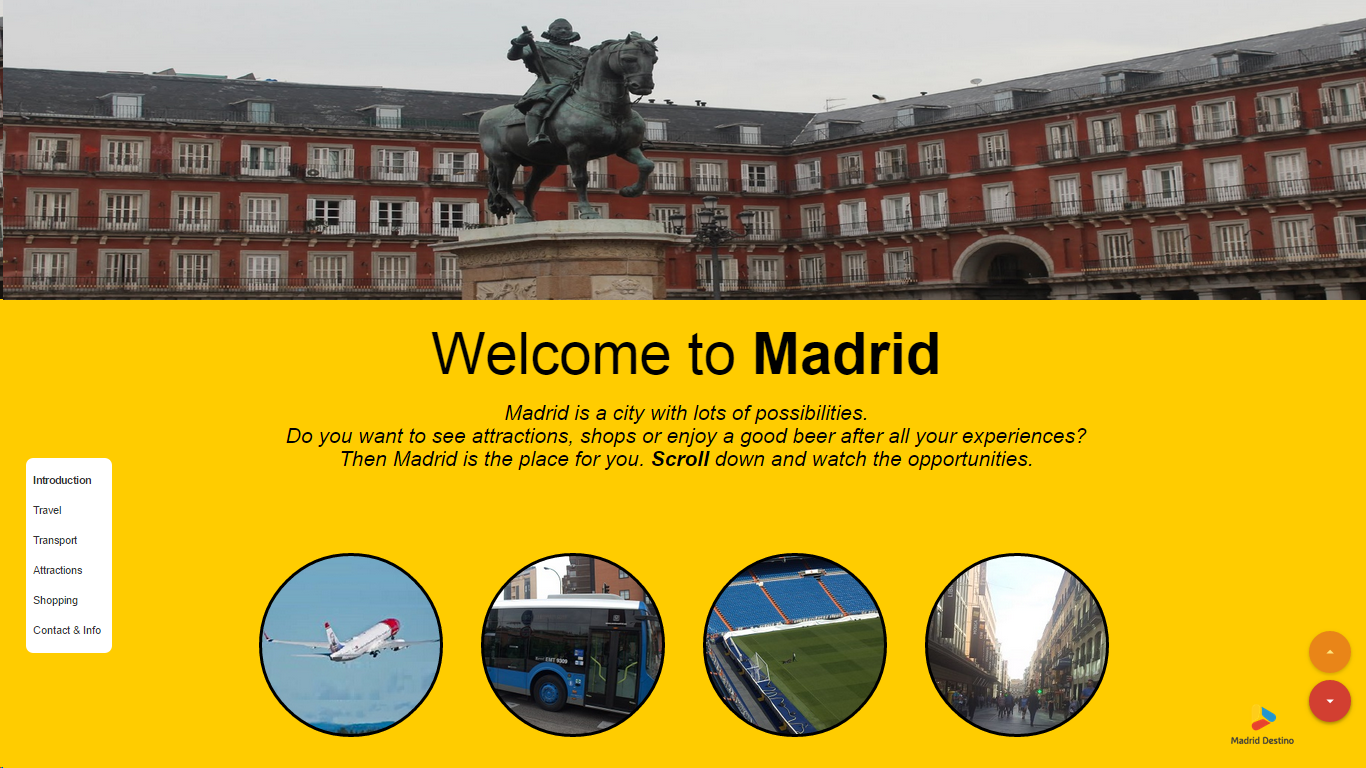 Welcome to Madrid
Madrid is a city with lots of possibilities.
Do you want to see attractions, shops or enjoy a good beer after all your experiences?
Then Madrid is the place for you. Scroll down and watch the opportunities.
Introduction
Travel
Transport
Attractions
Shopping
Contact & Info
EMT 9309
Madrid Destino